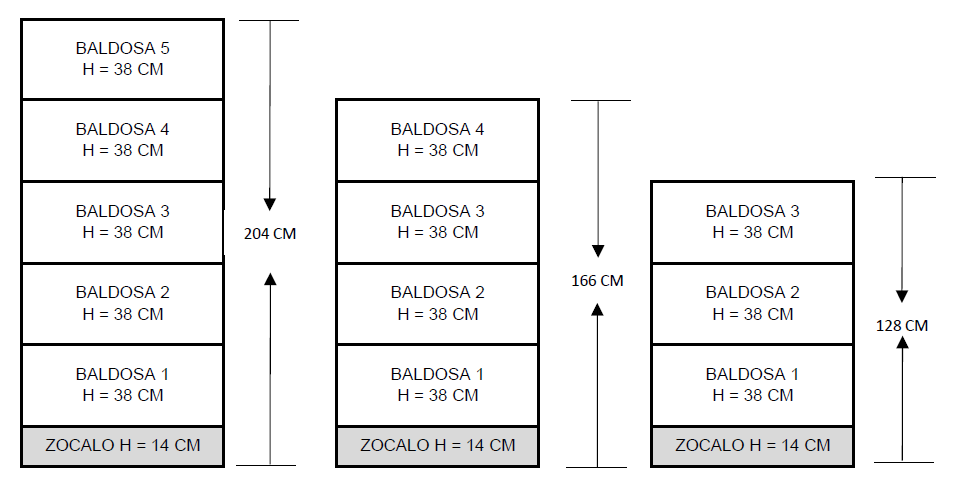 BALDOSA 5
H = 38 CM
BALDOSA 4
H = 38 CM
BALDOSA 3
H = 38 CM
BALDOSA 2
H = 38 CM
BALDOSA 1
H = 38 CM
ZOCALO H = 14 CM
204 CM
BALDOSA 4
H = 38 CM
BALDOSA 3
H = 38 CM
BALDOSA 2
H = 38 CM
BALDOSA 1
H = 38 CM
ZOCALO H = 14 CM
166 CM
BALDOSA 3
H = 38 CM
BALDOSA 2
H = 38 CM
BALDOSA 1
H = 38 CM
ZOCALO H = 14 CM
128 CM